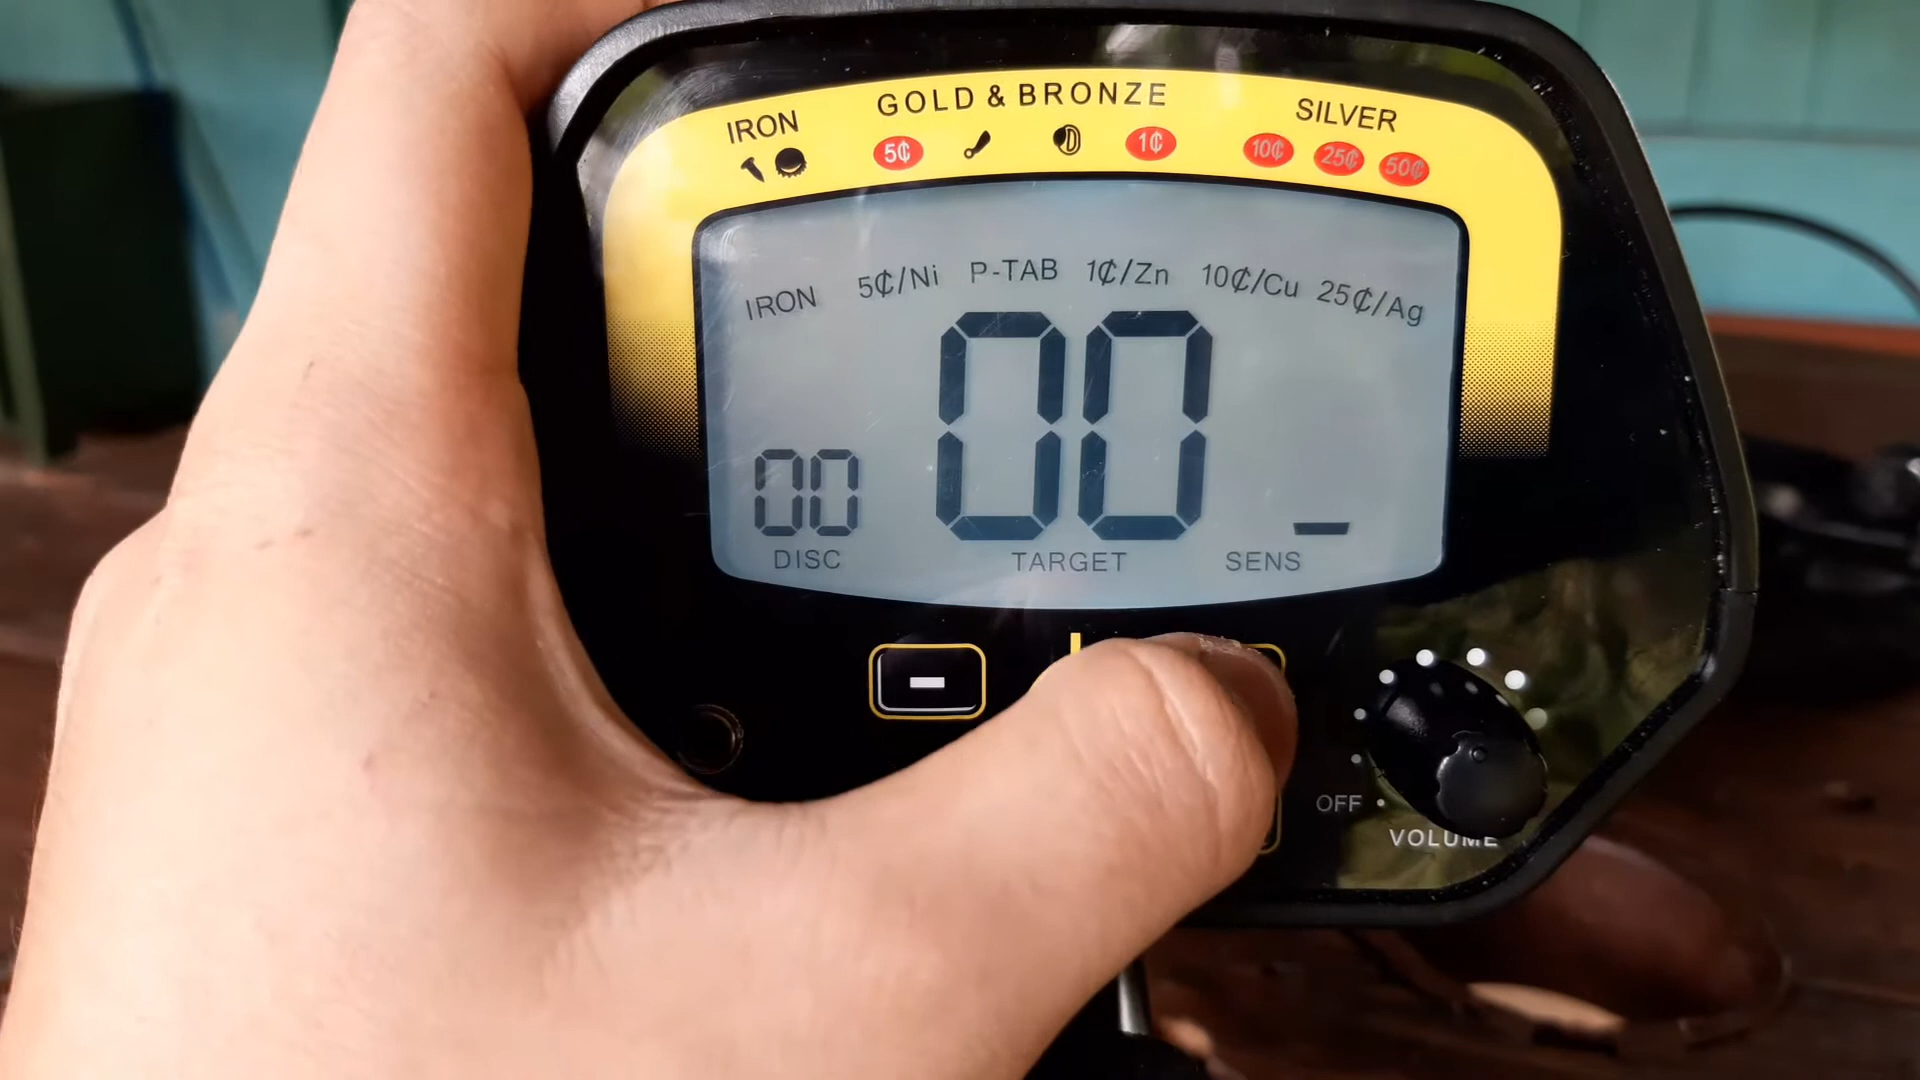 IRON GOLD & BRONZE SILVER
5¢ D 1¢ 10¢ 25¢ 50¢
IRON 5¢/Ni P-TAB 1¢/Zn 10¢/Cu 25¢/Ag
00 00 _
DISC TARGET SENS
-
OFF
VOLUME